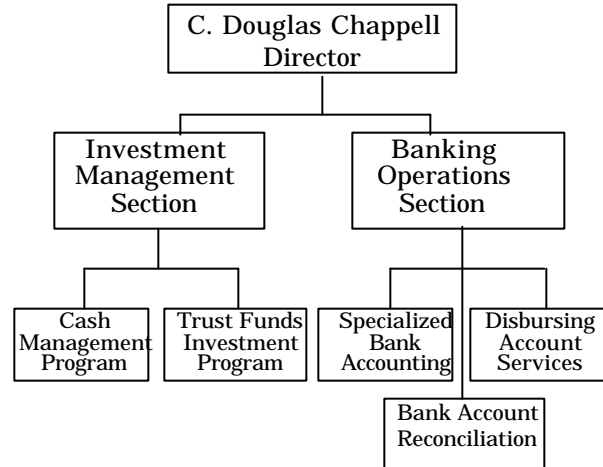 C. Douglas Chappell
Director
Investment
Management
Section
Banking
Operations
Section
Cash
Management
Program
Trust Funds
Investment
Program
Specialized
Bank
Accounting
Disbursing
Account
Services
Bank Account
Reconciliation